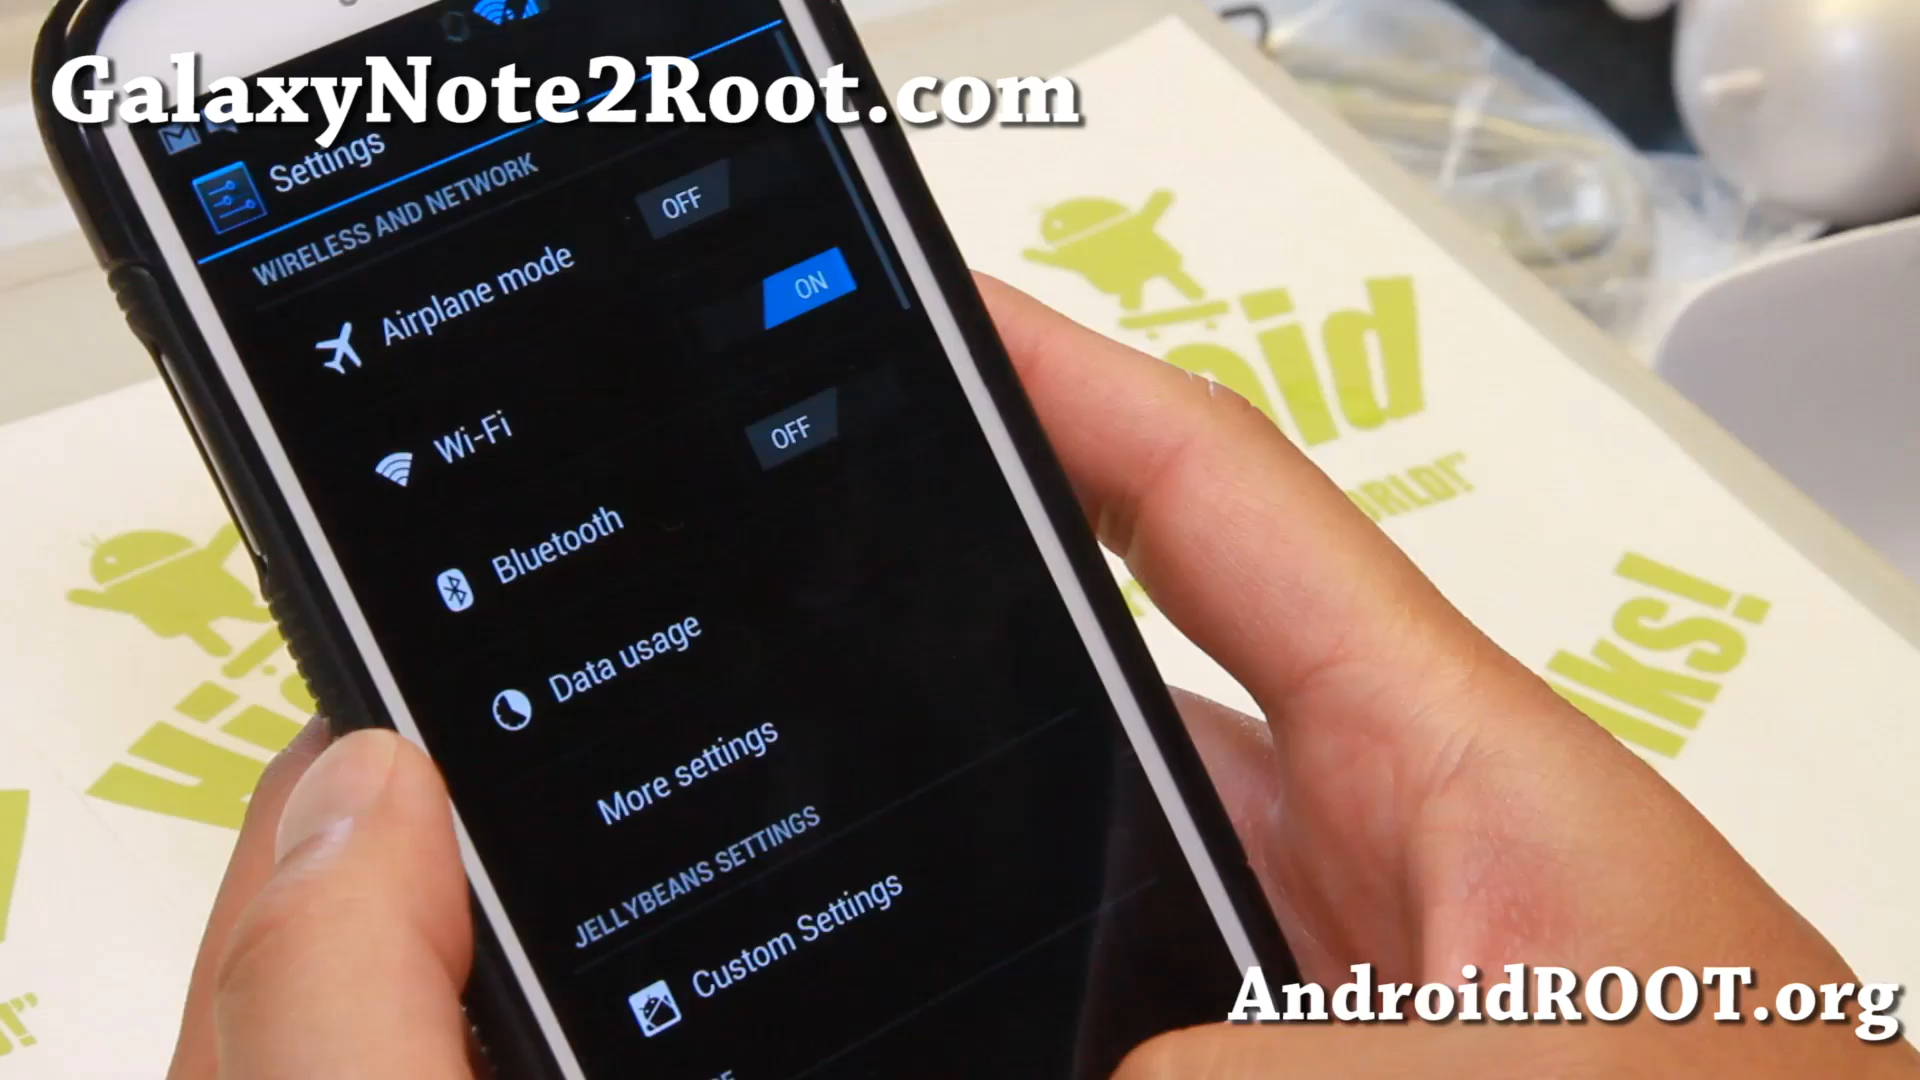 GalaxyNote2Root.com
Settings
WIRELESS AND NETWORK
Airplane mode
OFF
Wi-Fi
ON
Bluetooth
OFF
Data usage
More settings
JELLYBEANS SETTINGS
Custom Settings
AndroidROOT.org